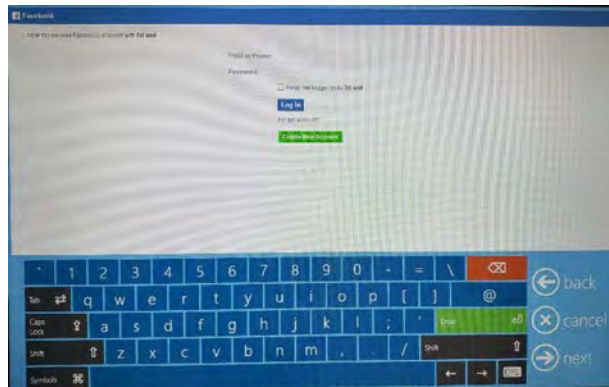 Facebook
Email or Phone:
Password:
Log In
Create New Account
` 1 2 3 4 5 6 7 8 9 0 - = \
Tab q w e r t y u i o p [ ] @
Caps Lock a s d f g h j k l ; ' Enter
Shift z x c v b n m , . / Shift
Symbols
back
cancel
next